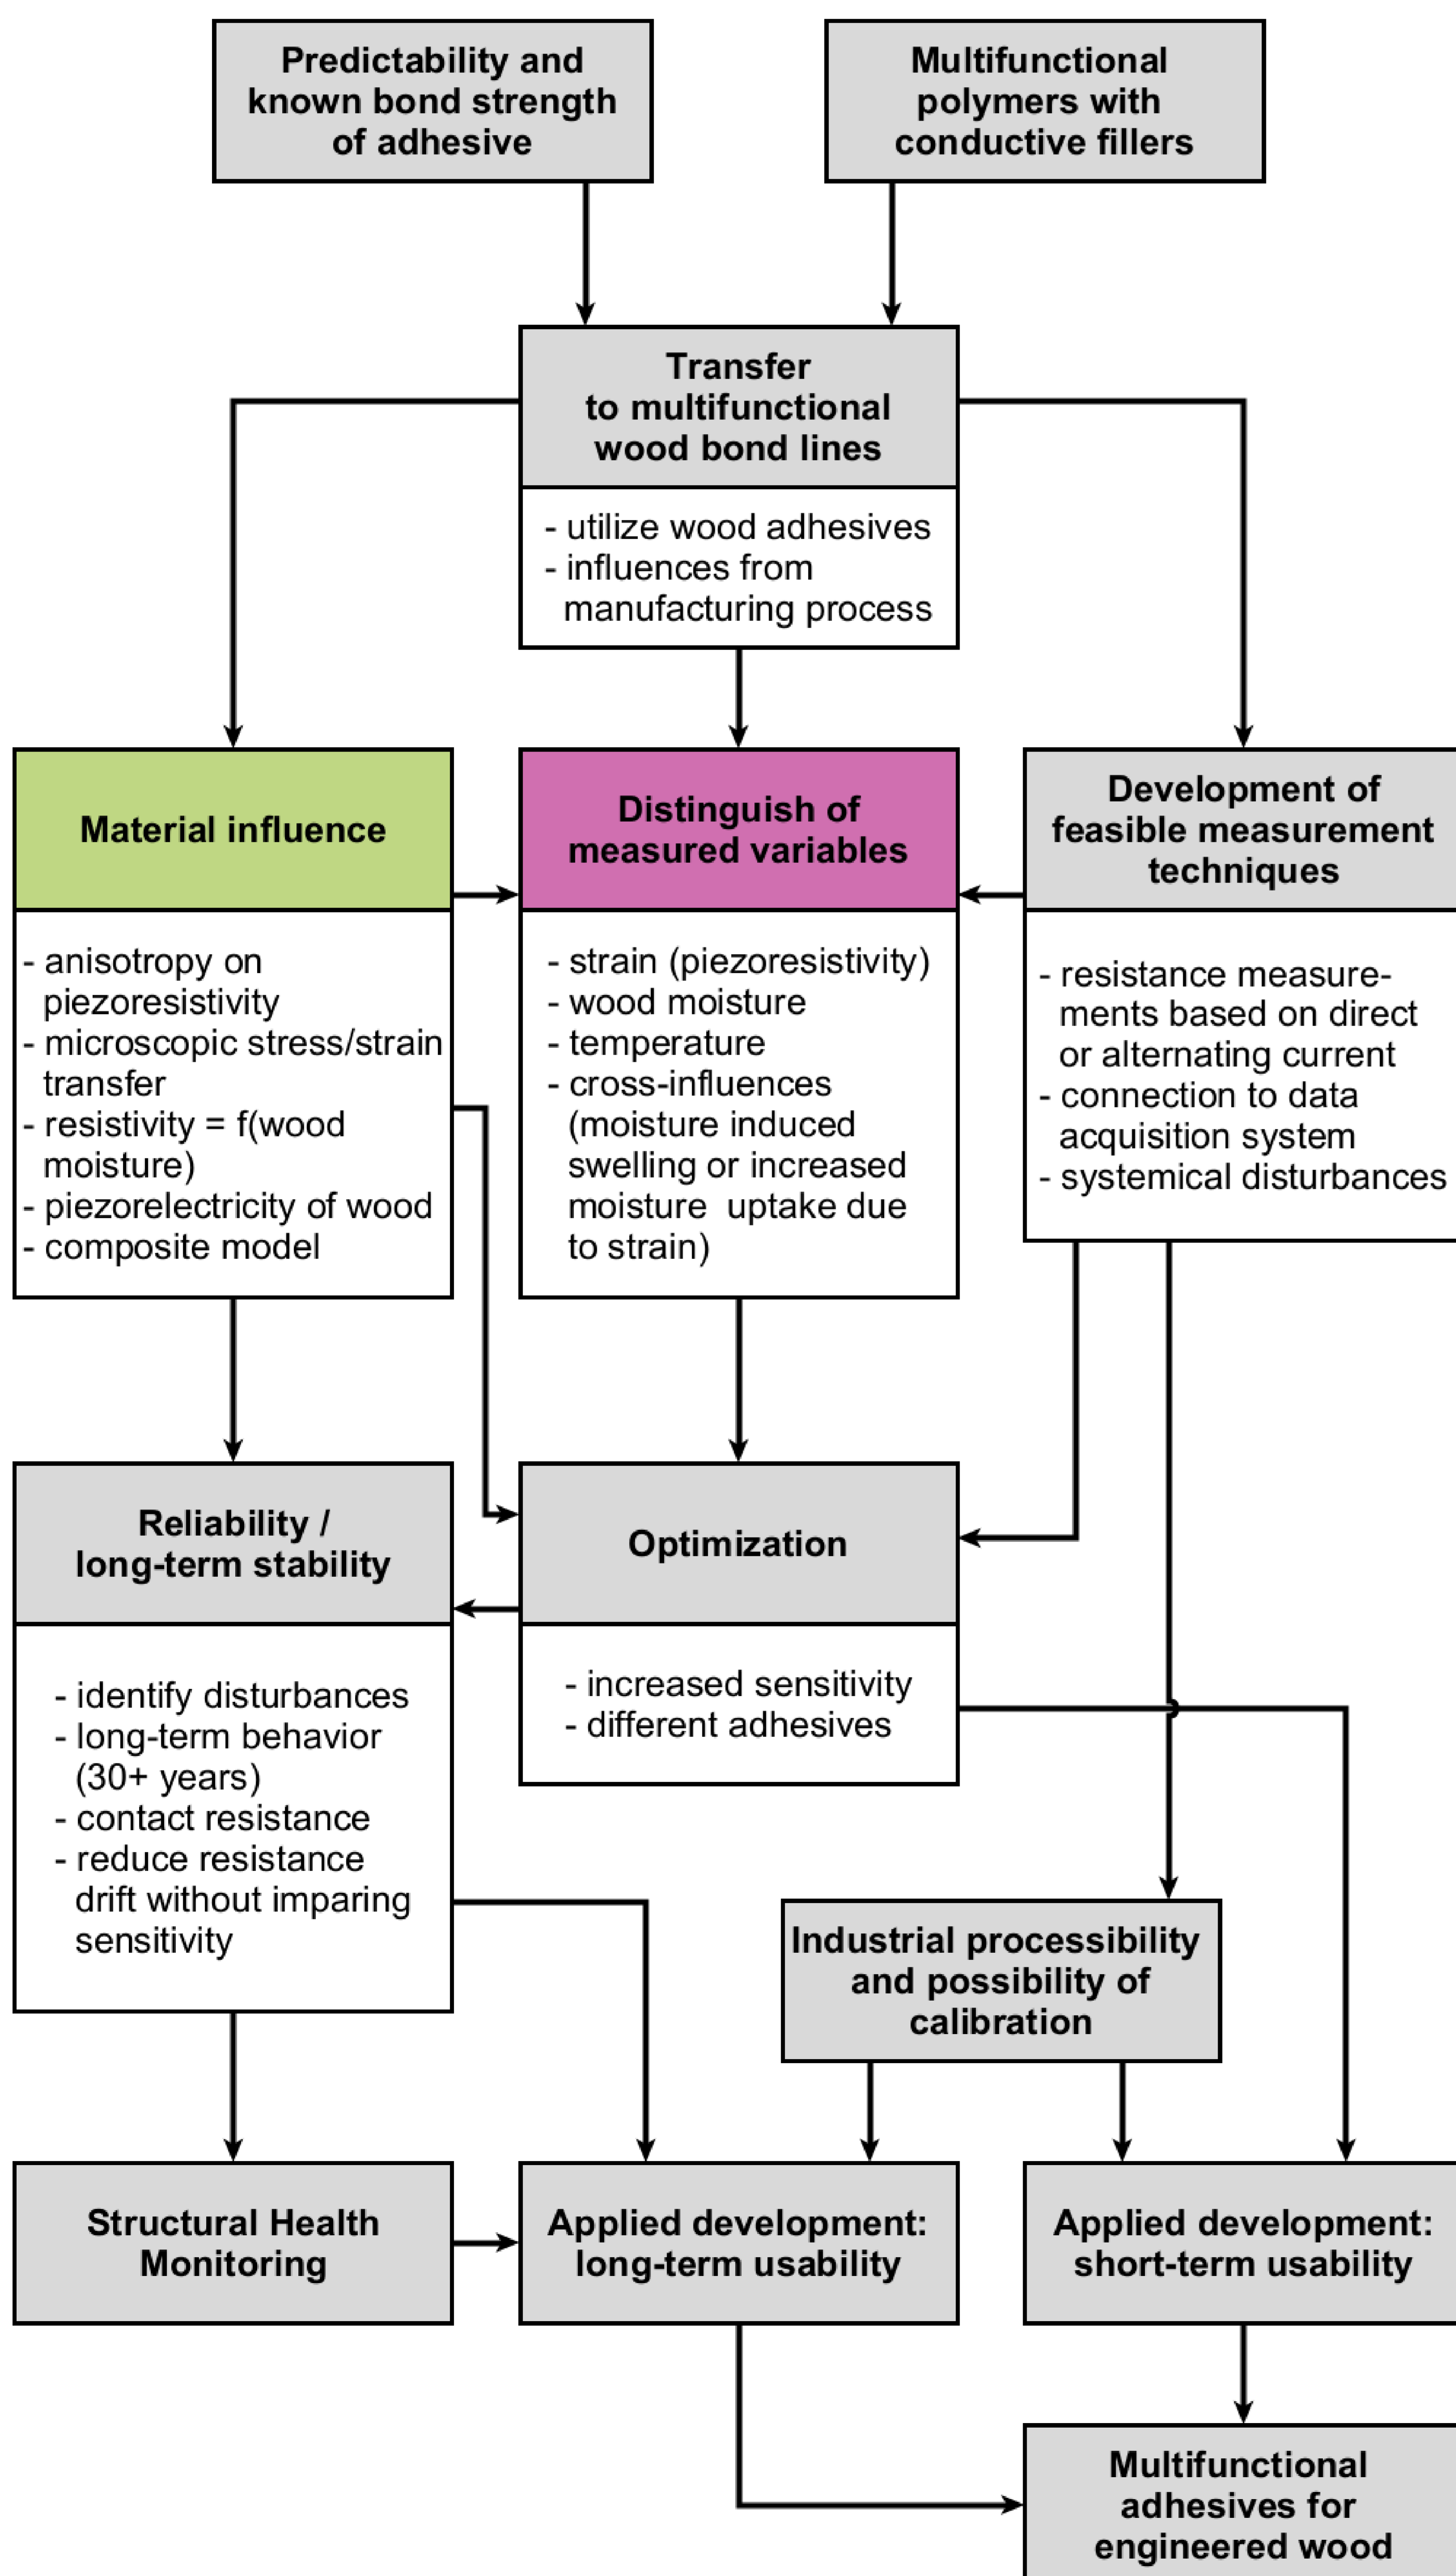 Predictability and
known bond strength
of adhesive
Multifunctional
polymers with
conductive fillers
Transfer
to multifunctional
wood bond lines
- utilize wood adhesives
- influences from
manufacturing process
Material influence
- anisotropy on
piezoresistivity
- microscopic stress/strain
transfer
- resistivity = f(wood
moisture)
- piezorelectricity of wood
- composite model
Distinguish of
measured variables
- strain (piezoresistivity)
- wood moisture
- temperature
- cross-influences
(moisture induced
swelling or increased
moisture uptake due
to strain)
Development of
feasible measurement
techniques
- resistance measure-
ments based on direct
or alternating current
- connection to data
acquisition system
- systemical disturbances
Reliability /
long-term stability
- identify disturbances
- long-term behavior
(30+ years)
- contact resistance
- reduce resistance
drift without imparing
sensitivity
Optimization
- increased sensitivity
- different adhesives
Industrial processibility
and possibility of
calibration
Structural Health
Monitoring
Applied development:
long-term usability
Applied development:
short-term usability
Multifunctional
adhesives for
engineered wood